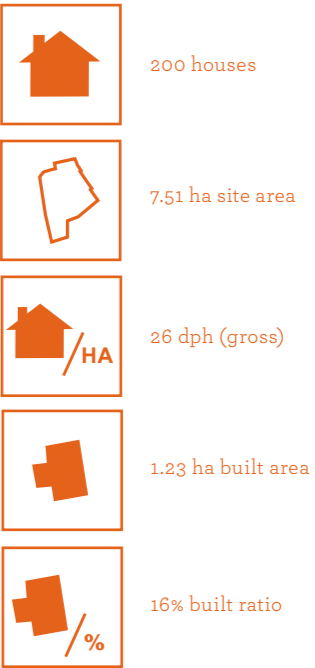 200 houses
7.51 ha site area
/HA
26 dph (gross)
1.23 ha built area
/%
16% built ratio